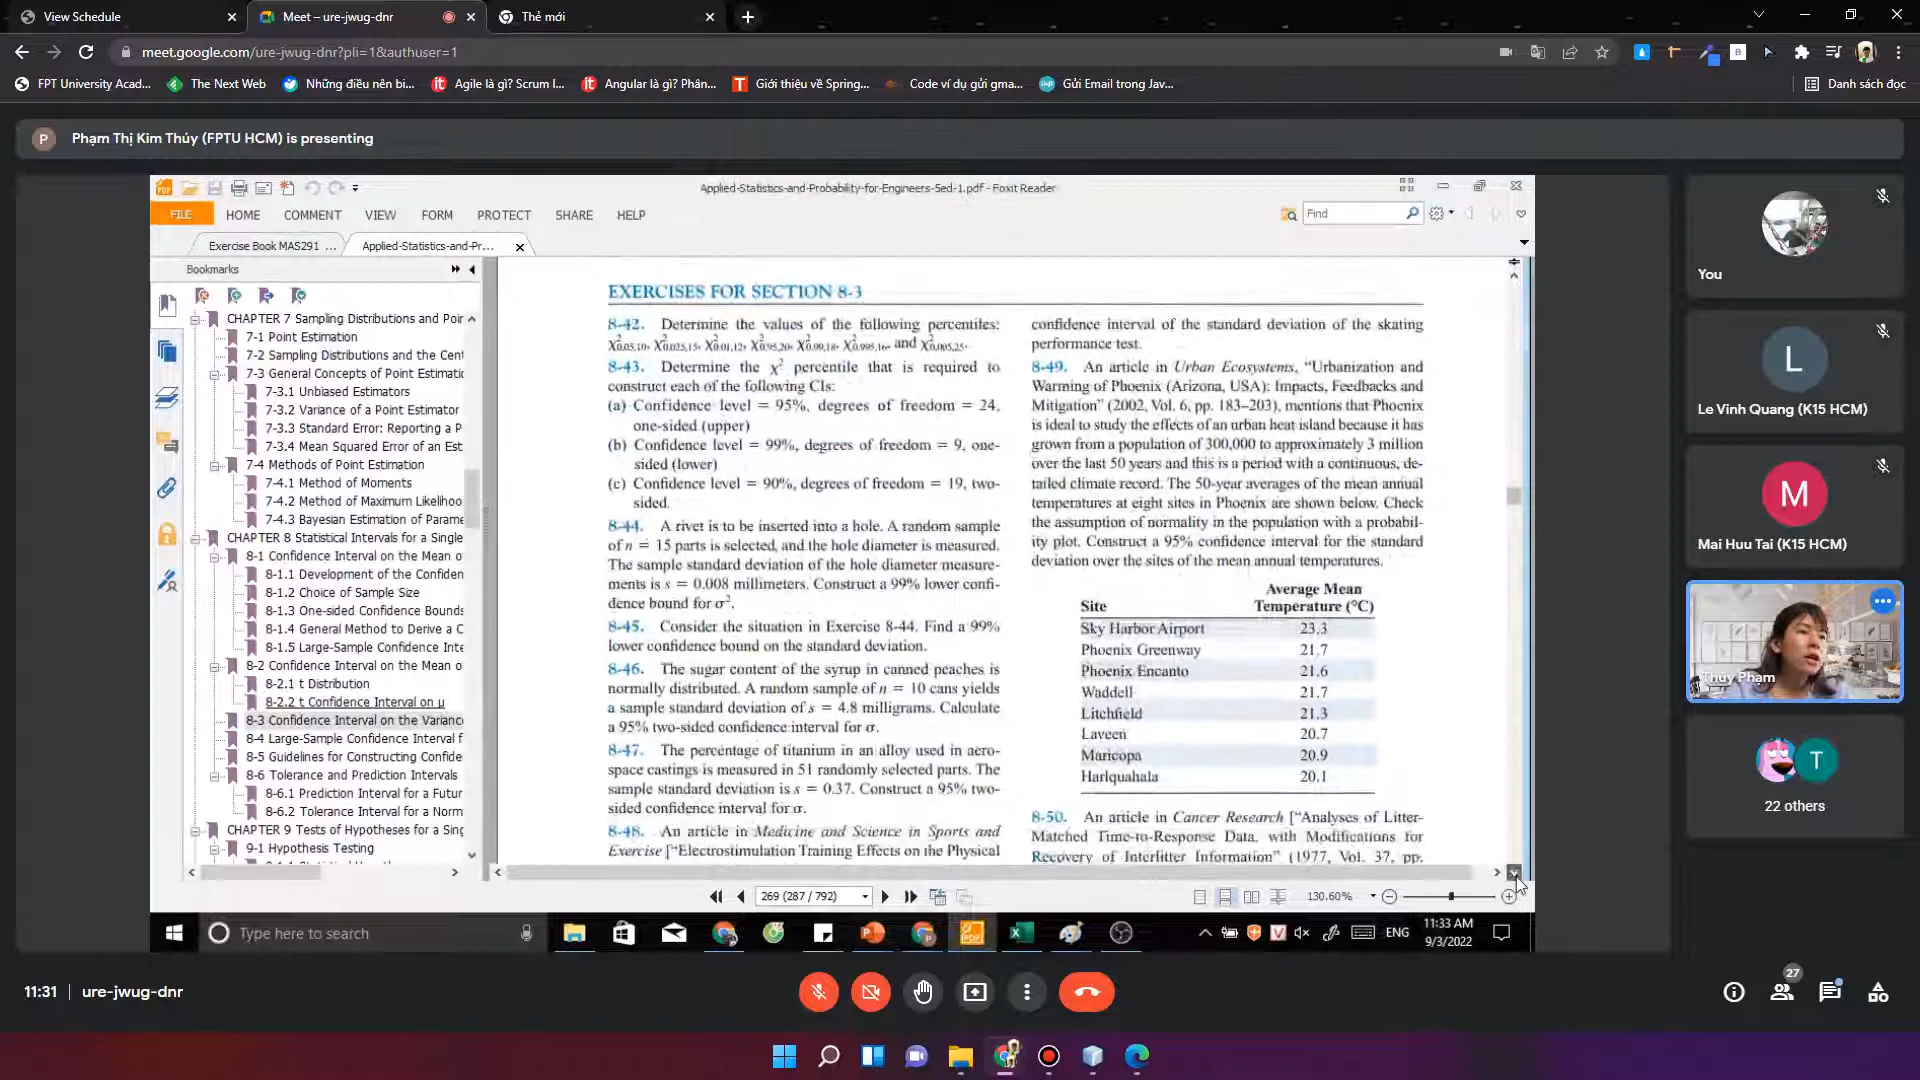 View Schedule
Meet – ure-jwug-dnr
Thẻ mới
meet.google.com/ure-jwug-dnr?pli=1&authuser=1
FPT University Acad...
The Next Web
Những điều nên bi...
Agile là gì? Scrum l...
Angular là gì? Phân...
Giới thiệu về Spring...
Code ví dụ gửi gma...
Gửi Email trong Jav...
Danh sách đọc
P
Phạm Thị Kim Thúy (FPTU HCM) is presenting
Applied-Statistics-and-Probability-for-Engineers-5ed-1.pdf - Foxit Reader
FILE HOME COMMENT VIEW FORM PROTECT SHARE HELP
Find
Exercise Book MAS291 ...
Applied-Statistics-and-Pr...
Bookmarks
CHAPTER 7 Sampling Distributions and Poir
7-1 Point Estimation
7-2 Sampling Distributions and the Cent
7-3 General Concepts of Point Estimatic
7-3.1 Unbiased Estimators
7-3.2 Variance of a Point Estimator
7-3.3 Standard Error: Reporting a P
7-3.4 Mean Squared Error of an Est
7-4 Methods of Point Estimation
7-4.1 Method of Moments
7-4.2 Method of Maximum Likelihoo
7-4.3 Bayesian Estimation of Parame
CHAPTER 8 Statistical Intervals for a Single
8-1 Confidence Interval on the Mean o
8-1.1 Development of the Confiden
8-1.2 Choice of Sample Size
8-1.3 One-sided Confidence Bounds
8-1.4 General Method to Derive a C
8-1.5 Large-Sample Confidence Inte
8-2 Confidence Interval on the Mean o
8-2.1 t Distribution
8-2.2 t Confidence Interval on µ
8-3 Confidence Interval on the Variance
8-4 Large-Sample Confidence Interval f
8-5 Guidelines for Constructing Confide
8-6 Tolerance and Prediction Intervals
8-6.1 Prediction Interval for a Futur
8-6.2 Tolerance Interval for a Norm
CHAPTER 9 Tests of Hypotheses for a Sing
9-1 Hypothesis Testing
EXERCISES FOR SECTION 8-3
8-42. Determine the values of the following percentiles:
χ²0.05,10, χ²0.025,15, χ²0.01,12, χ²0.95,20, χ²0.99,18, χ²0.995,16, and χ²0.005,25.
8-43. Determine the χ² percentile that is required to
construct each of the following CIs:
(a) Confidence level = 95%, degrees of freedom = 24,
one-sided (upper)
(b) Confidence level = 99%, degrees of freedom = 9, one-
sided (lower)
(c) Confidence level = 90%, degrees of freedom = 19, two-
sided.
8-44. A rivet is to be inserted into a hole. A random sample
of n = 15 parts is selected, and the hole diameter is measured.
The sample standard deviation of the hole diameter measure-
ments is s = 0.008 millimeters. Construct a 99% lower confi-
dence bound for σ².
8-45. Consider the situation in Exercise 8-44. Find a 99%
lower confidence bound on the standard deviation.
8-46. The sugar content of the syrup in canned peaches is
normally distributed. A random sample of n = 10 cans yields
a sample standard deviation of s = 4.8 milligrams. Calculate
a 95% two-sided confidence interval for σ.
8-47. The percentage of titanium in an alloy used in aero-
space castings is measured in 51 randomly selected parts. The
sample standard deviation is s = 0.37. Construct a 95% two-
sided confidence interval for σ.
8-48. An article in Medicine and Science in Sports and
Exercise ["Electrostimulation Training Effects on the Physical
confidence interval of the standard deviation of the skating
performance test.
8-49. An article in Urban Ecosystems, "Urbanization and
Warming of Phoenix (Arizona, USA): Impacts, Feedbacks and
Mitigation" (2002, Vol. 6, pp. 183–203), mentions that Phoenix
is ideal to study the effects of an urban heat island because it has
grown from a population of 300,000 to approximately 3 million
over the last 50 years and this is a period with a continuous, de-
tailed climate record. The 50-year averages of the mean annual
temperatures at eight sites in Phoenix are shown below. Check
the assumption of normality in the population with a probabil-
ity plot. Construct a 95% confidence interval for the standard
deviation over the sites of the mean annual temperatures.
Average Mean
Site Temperature (°C)
Sky Harbor Airport 23.3
Phoenix Greenway 21.7
Phoenix Encanto 21.6
Waddell 21.7
Litchfield 21.3
Laveen 20.7
Maricopa 20.9
Harlquahala 20.1
8-50. An article in Cancer Research ["Analyses of Litter-
Matched Time-to-Response Data, with Modifications for
Recovery of Interlitter Information" (1977, Vol. 37, pp.
269 (287 / 792)
130.60%
Type here to search
ENG
11:33 AM
9/3/2022
You
L
Le Vinh Quang (K15 HCM)
M
Mai Huu Tai (K15 HCM)
Thuy Phạm
T
22 others
11:31 | ure-jwug-dnr
27